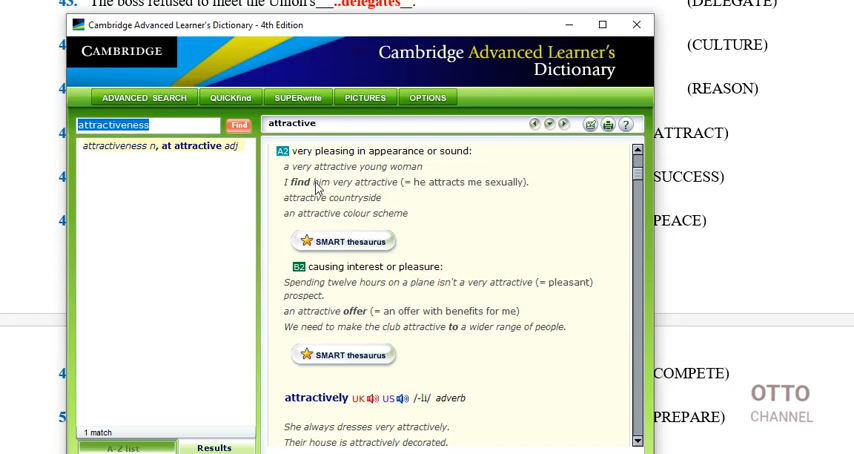 43. The boss refused to meet the Union's__..delegates_. (DELEGATE)
Cambridge Advanced Learner's Dictionary - 4th Edition
CAMBRIDGE
Cambridge Advanced Learner's
Dictionary
(CULTURE)
(REASON)
ADVANCED SEARCH QUICKfind SUPERwrite PICTURES OPTIONS
attractiveness Find
attractive
ATTRACT)
attractiveness n, at attractive adj
A2 very pleasing in appearance or sound:
a very attractive young woman
I find him very attractive (= he attracts me sexually).
attractive countryside
an attractive colour scheme
SUCCESS)
PEACE)
SMART thesaurus
B2 causing interest or pleasure:
Spending twelve hours on a plane isn't a very attractive (= pleasant)
prospect.
an attractive offer (= an offer with benefits for me)
We need to make the club attractive to a wider range of people.
SMART thesaurus
COMPETE)
attractively UK US /-li/ adverb
She always dresses very attractively.
Their house is attractively decorated.
PREPARE)
1 match
A-Z list Results
OTTO
CHANNEL